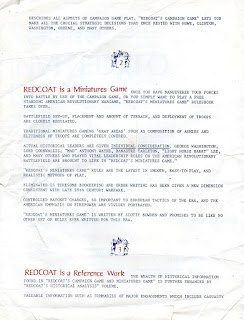 DESCRIBES ALL ASPECTS OF CAMPAIGN GAME PLAY. "REDCOAT'S CAMPAIGN GAME" LETS YOU
MAKE ALL THE CRUCIAL STRATEGIC DECISIONS THAT ONCE RESTED WITH HOWE, CLINTON,
WASHINGTON, GREENE, AND MANY OTHERS.
REDCOAT Is a Miniatures Game ONCE YOU HAVE MANEUVERED YOUR FORCES
INTO BATTLE BY USE OF THE CAMPAIGN GAME, OR YOU SIMPLY WANT TO PLAY A FREE
STANDING AMERICAN REVOLUTIONARY WARGAME, "REDCOAT'S MINIATURES GAME" RULEBOOK
TAKES OVER.
BATTLEFIELD SET-UP, PLACEMENT AND AMOUNT OF TERRAIN, AND DEPLOYMENT OF TROOPS
ARE CLOSELY REGULATED.
TRADITIONAL MINIATURES GAMING "GRAY AREAS" SUCH AS COMPOSITION OF ARMIES AND
ELITENESS OF TROOPS ARE COMPLETELY COVERED.
ACTUAL HISTORICAL LEADERS ARE GIVEN INDIVIDUAL CONSIDERATION. GEORGE WASHINGTON,
LORD CORNWALLIS, "MAD" ANTHONY WAYNE, BANASTRE TARLETON, "LIGHT HORSE HARRY" LEE,
AND MANY OTHERS WHO PLAYED VITAL LEADERSHIP ROLES ON THE AMERICAN REVOLUTIONARY
BATTLEFIELD ARE BROUGHT TO LIFE IN "REDCOAT'S MINIATURES GAME."
"REDCOAT'S MINIATURES GAME" RULES ARE THE LATEST IN SMOOTH, EASY-TO-PLAY, AND
REALISTIC METHODS OF PLAY.
ELIMINATED IS TIRESOME BOOKKEEPING AND ORDER WRITING HAS BEEN GIVEN A NEW DIMENSION
CONSISTENT WITH LATE 18TH CENTURY WARFARE.
CONTROLLED BAYONET CHARGES, SO IMPORTANT TO EUROPEAN TACTICS OF THE ERA, AND THE
AMERICAN EMPHASIS ON FIREPOWER ARE VIVIDLY PORTRAYED.
"REDCOAT'S MINIATURES GAME" IS WRITTEN BY SCOTTY BOWDEN AND PROMISES TO BE LIKE NO
OTHER SET OF RULES EVER WRITTEN FOR THIS ERA.
REDCOAT Is a Reference Work THE WEALTH OF HISTORICAL INFORMATION
FOUND IN "REDCOAT'S CAMPAIGN GAME AND MINIATURES GAME" IS FURTHER ENHANCED BY
"REDCOAT'S HISTORICAL ANALYSIS" VOLUME.
VALUABLE INFORMATION SUCH AS SUMMARIES OF MAJOR ENGAGEMENTS WHICH INCLUDE CASUALTY